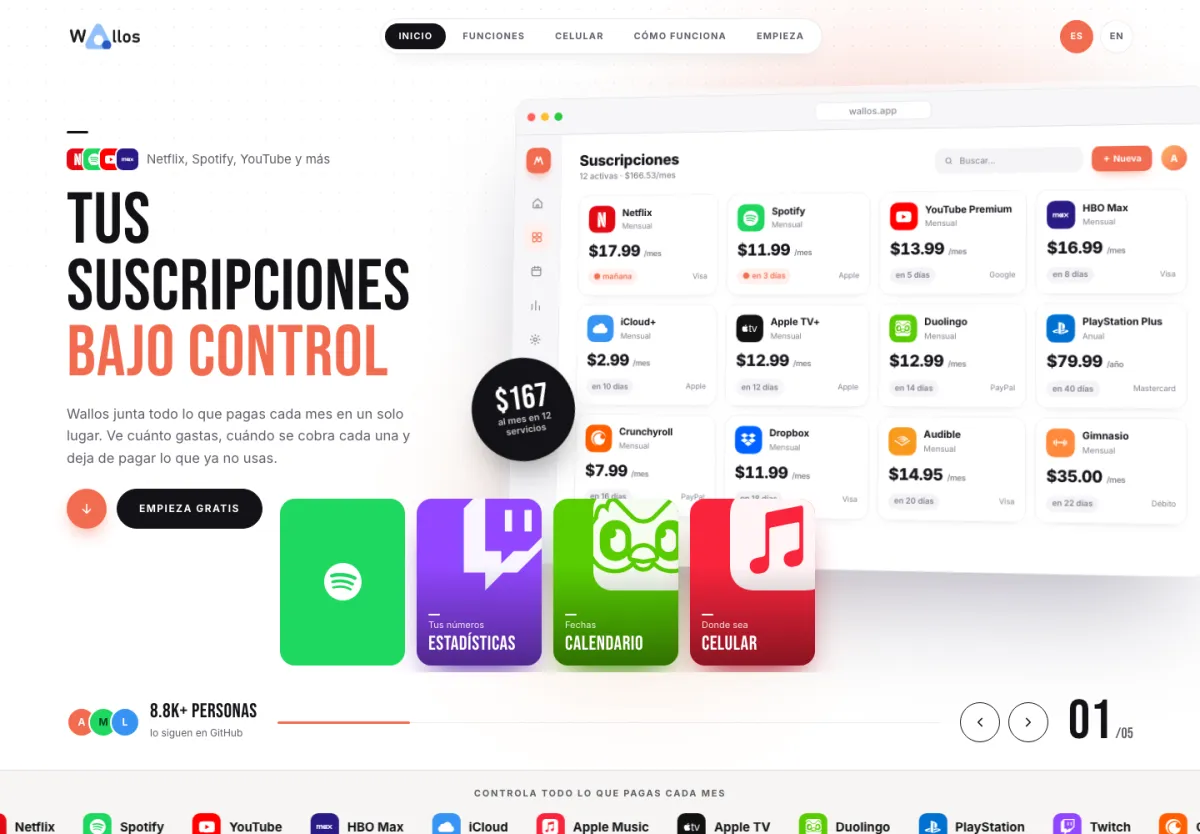 Wallos
INICIO
FUNCIONES
CELULAR
CÓMO FUNCIONA
EMPIEZA
ES
EN
Netflix, Spotify, YouTube y más
TUS
SUSCRIPCIONES
BAJO CONTROL
Wallos junta todo lo que pagas cada mes en un solo
lugar. Ve cuánto gastas, cuándo se cobra cada una y
deja de pagar lo que ya no usas.
EMPIEZA GRATIS
wallos.app
Suscripciones
12 activas · $166.53/mes
Buscar...
+ Nueva
A
Netflix
Mensual
$17.99 /mes
mañana
Visa
Spotify
Mensual
$11.99 /mes
en 3 días
Apple
YouTube Premium
Mensual
$13.99 /mes
en 5 días
Google
max
HBO Max
Mensual
$16.99 /mes
en 8 días
Visa
iCloud+
Mensual
$2.99 /mes
en 10 días
Apple
tv
Apple TV+
Mensual
$12.99 /mes
en 12 días
Apple
Duolingo
Mensual
$12.99 /mes
en 14 días
PayPal
PlayStation Plus
Anual
$79.99 /año
en 40 días
Mastercard
Crunchyroll
Mensual
$7.99 /mes
en 16 días
PayPal
Dropbox
Mensual
$11.99 /mes
en 18 días
Visa
Audible
Mensual
$14.95 /mes
en 20 días
Visa
Gimnasio
Mensual
$35.00 /mes
en 22 días
Débito
$167
al mes en 12
servicios
Tus números
ESTADÍSTICAS
Fechas
CALENDARIO
Donde sea
CELULAR
A
M
L
8.8K+ PERSONAS
lo siguen en GitHub
01 /05
CONTROLA TODO LO QUE PAGAS CADA MES
Netflix
Spotify
YouTube
max
HBO Max
iCloud
Apple Music
tv
Apple TV
Duolingo
PlayStation
Twitch